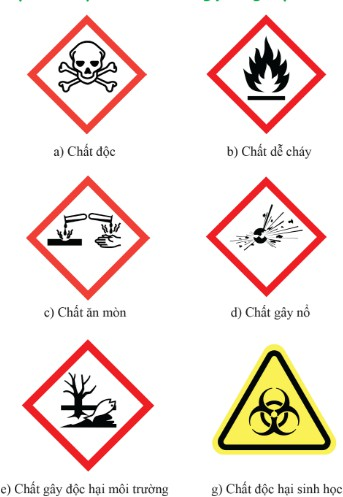 a) Chất độc
b) Chất dễ cháy
c) Chất ăn mòn
d) Chất gây nổ
e) Chất gây độc hại môi trường
g) Chất độc hại sinh học